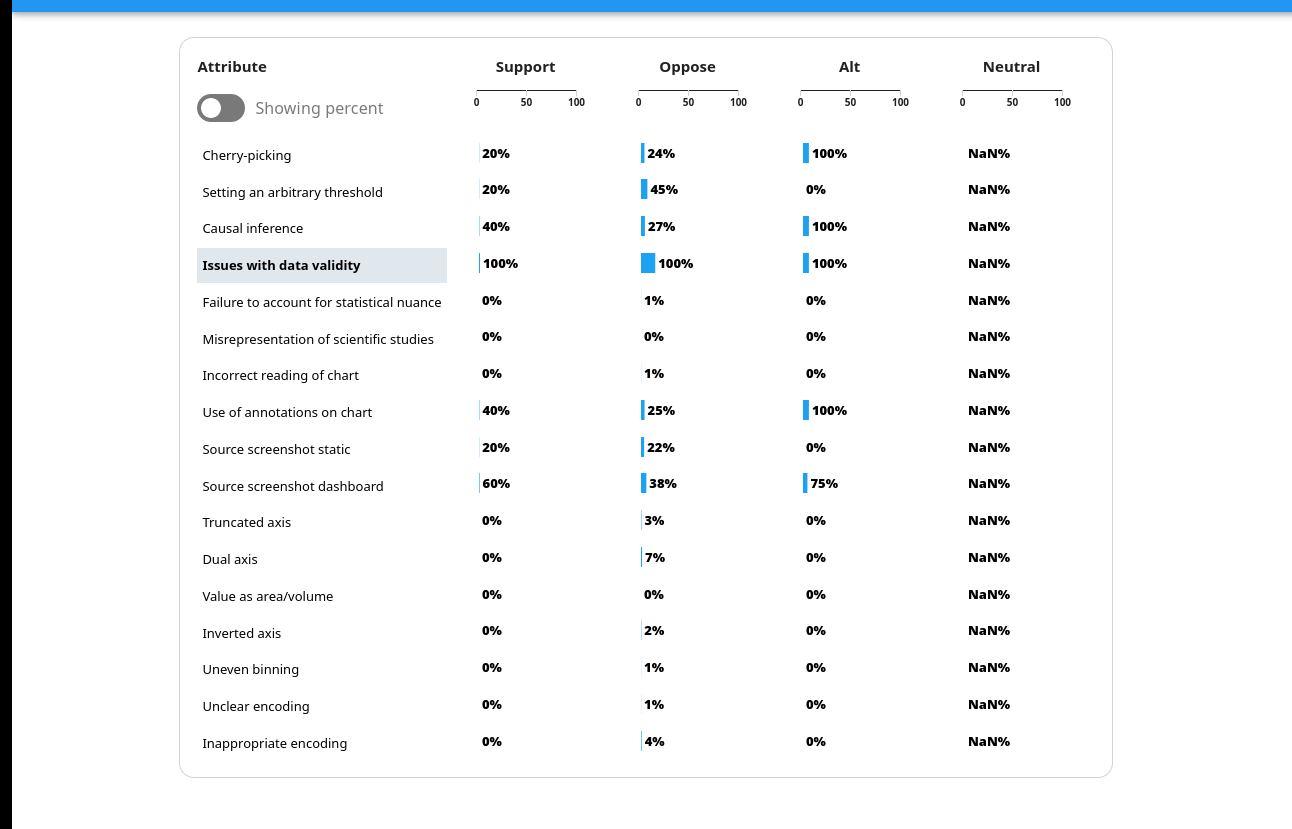 Attribute Support Oppose Alt Neutral
Showing percent 0 50 100 0 50 100 0 50 100 0 50 100
Cherry-picking 20% 24% 100% NaN%
Setting an arbitrary threshold 20% 45% 0% NaN%
Causal inference 40% 27% 100% NaN%
Issues with data validity 100% 100% 100% NaN%
Failure to account for statistical nuance 0% 1% 0% NaN%
Misrepresentation of scientific studies 0% 0% 0% NaN%
Incorrect reading of chart 0% 1% 0% NaN%
Use of annotations on chart 40% 25% 100% NaN%
Source screenshot static 20% 22% 0% NaN%
Source screenshot dashboard 60% 38% 75% NaN%
Truncated axis 0% 3% 0% NaN%
Dual axis 0% 7% 0% NaN%
Value as area/volume 0% 0% 0% NaN%
Inverted axis 0% 2% 0% NaN%
Uneven binning 0% 1% 0% NaN%
Unclear encoding 0% 1% 0% NaN%
Inappropriate encoding 0% 4% 0% NaN%